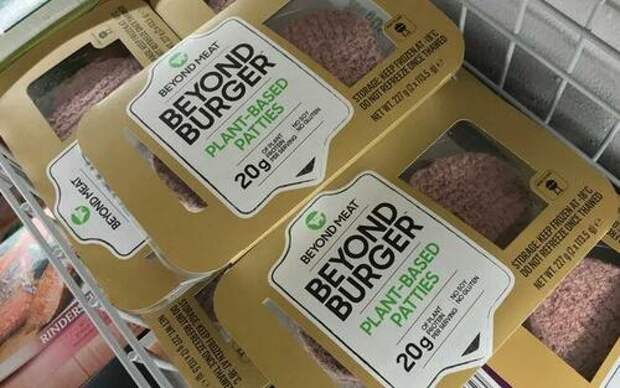 BEYOND MEAT
BEYOND
BURGER
PLANT-BASED
PATTIES
20g
OF PLANT
PROTEIN
PER SERVING
NO SOY
NO GLUTEN
STORAGE: KEEP FROZEN AT -18°C
DO NOT REFREEZE ONCE THAWED
NET WT. 227 g (2 x 113.5 g)
BEYOND MEAT
BEYOND MEAT
BEYOND
BURGER
PLANT-BASED
PATTIES
20g
OF PLANT
PROTEIN
PER SERVING
NO SOY
NO GLUTEN
STORAGE: KEEP FROZEN AT -18°C
DO NOT REFREEZE ONCE THAWED
NET WT. 227 g (2 x 113.5 g)
RINDERS